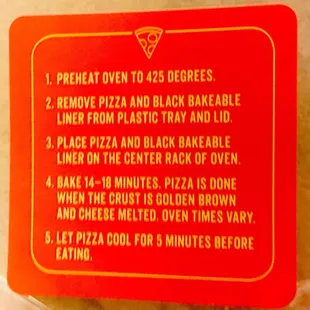 1. PREHEAT OVEN TO 425 DEGREES.
2. REMOVE PIZZA AND BLACK BAKEABLE
LINER FROM PLASTIC TRAY AND LID.
3. PLACE PIZZA AND BLACK BAKEABLE
LINER ON THE CENTER RACK OF OVEN.
4. BAKE 14–18 MINUTES. PIZZA IS DONE
WHEN THE CRUST IS GOLDEN BROWN
AND CHEESE MELTED. OVEN TIMES VARY.
5. LET PIZZA COOL FOR 5 MINUTES BEFORE
EATING.